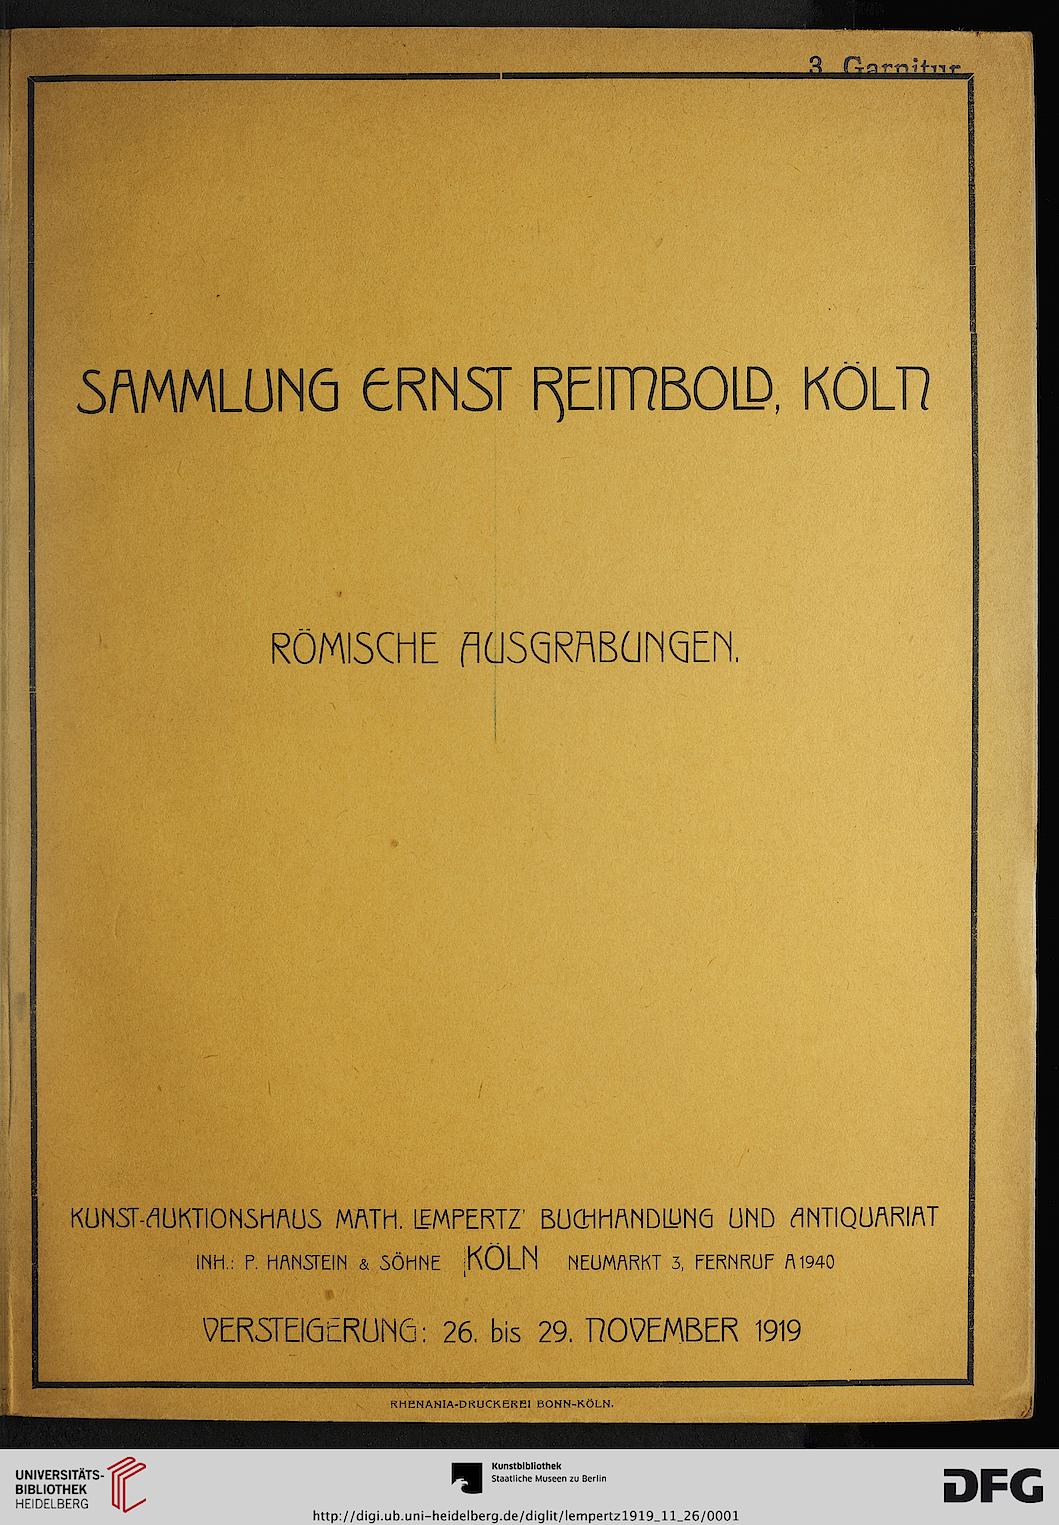 3. Garnitur
SAMMLUNG ERNST REIMBOLD, KÖLN
RÖMISCHE AUSGRABUNGEN.
KUNST-AUKTIONSHAUS MATH. LEMPERTZ' BUCHHANDLUNG UND ANTIQUARIAT
INH.: P. HANSTEIN & SÖHNE KÖLN NEUMARKT 3, FERNRUF A 1940
VERSTEIGERUNG: 26. bis 29. NOVEMBER 1919
RHENANIA-DRUCKEREI BONN-KÖLN.
UNIVERSITÄTS-
BIBLIOTHEK
HEIDELBERG
Kunstbibliothek
Staatliche Museen zu Berlin
DFG
http://digi.ub.uni-heidelberg.de/diglit/lempertz1919_11_26/0001